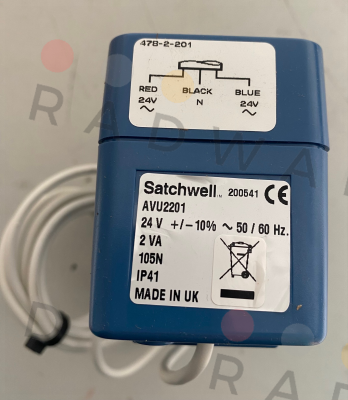 478-2-201
RED BLACK BLUE
24V N 24V
~ ~
Satchwell™ 200541 CE
AVU2201
24 V +/-10% ~ 50 / 60 Hz.
2 VA
105N
IP41
MADE IN UK